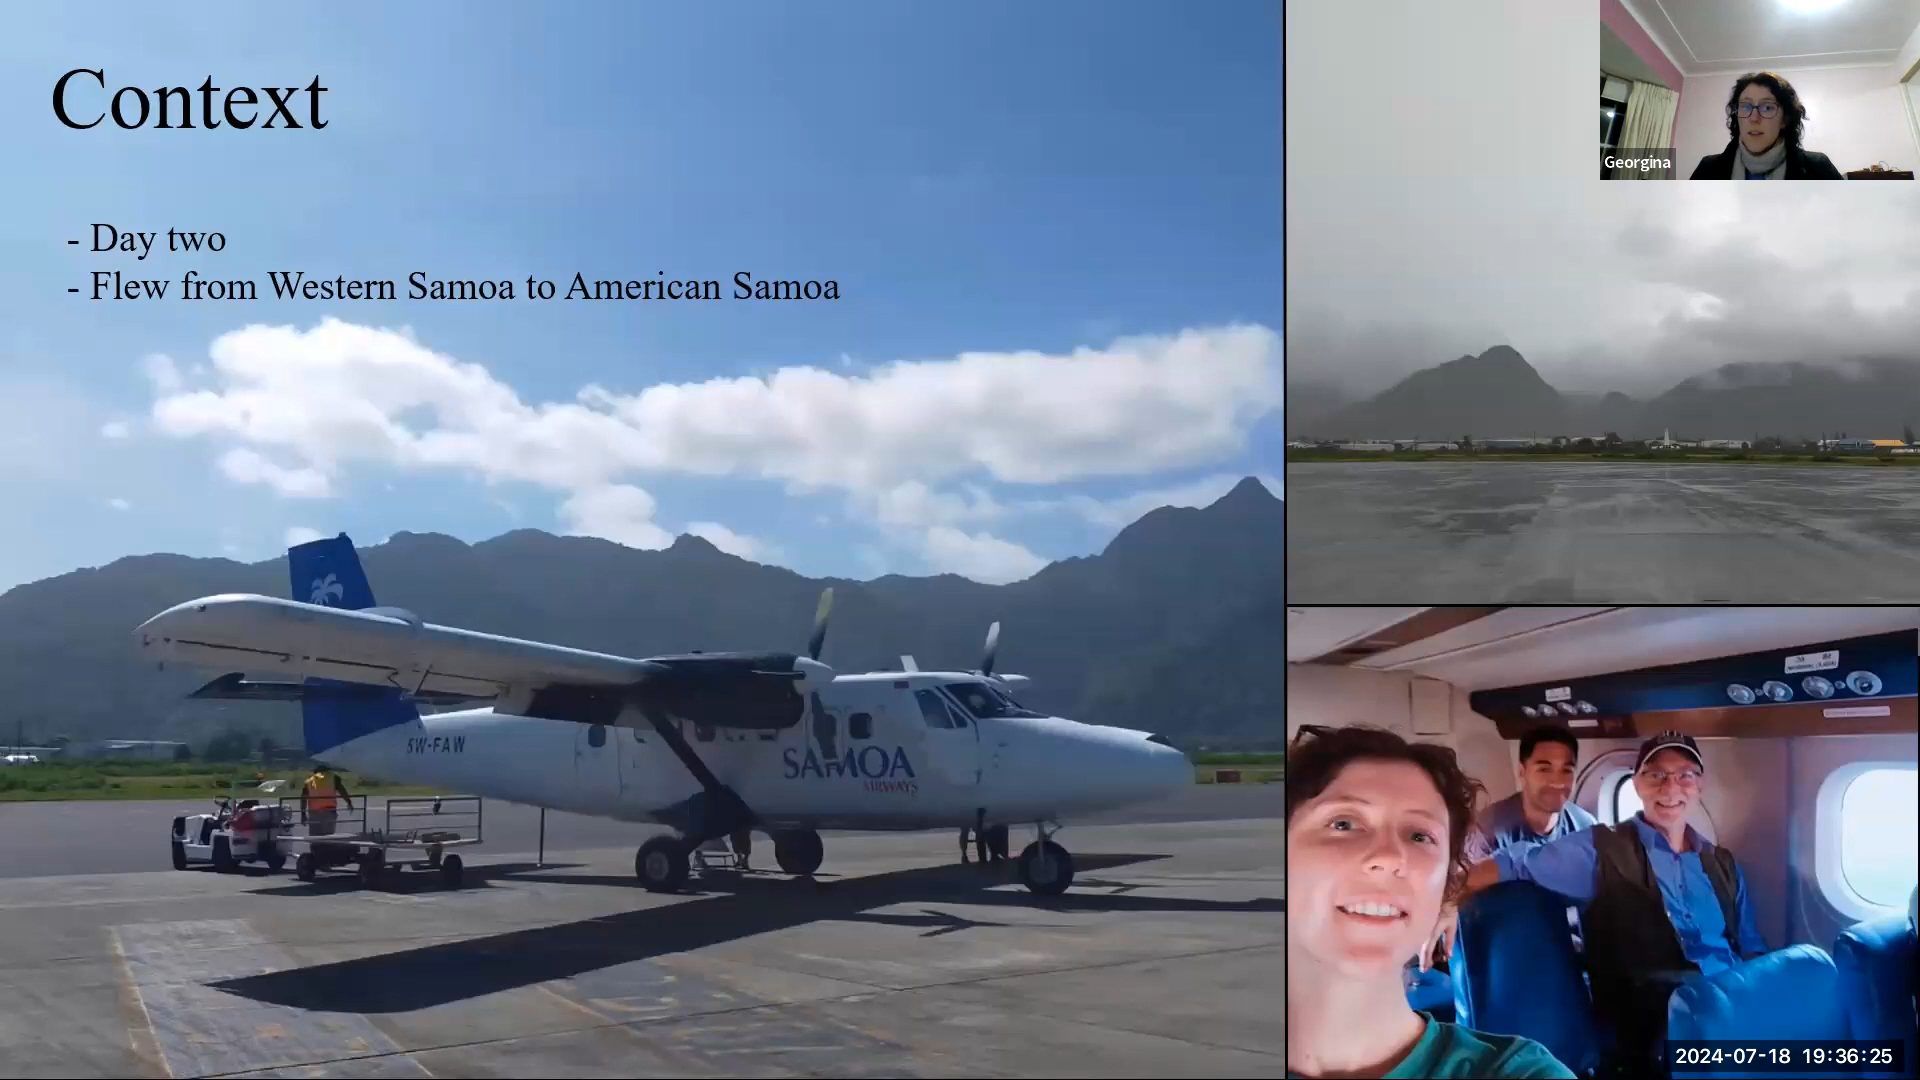 Context
- Day two
- Flew from Western Samoa to American Samoa
Georgina
5W-FAW
SAMOA
AIRWAYS
2024-07-18 19:36:25